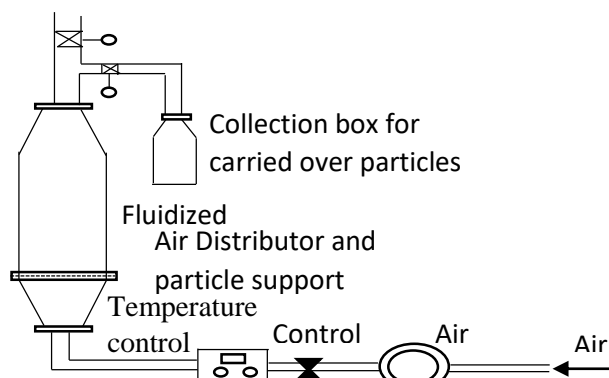 Collection box for
carried over particles
Fluidized
Air Distributor and
particle support
Temperature
control
Control
Air
Air